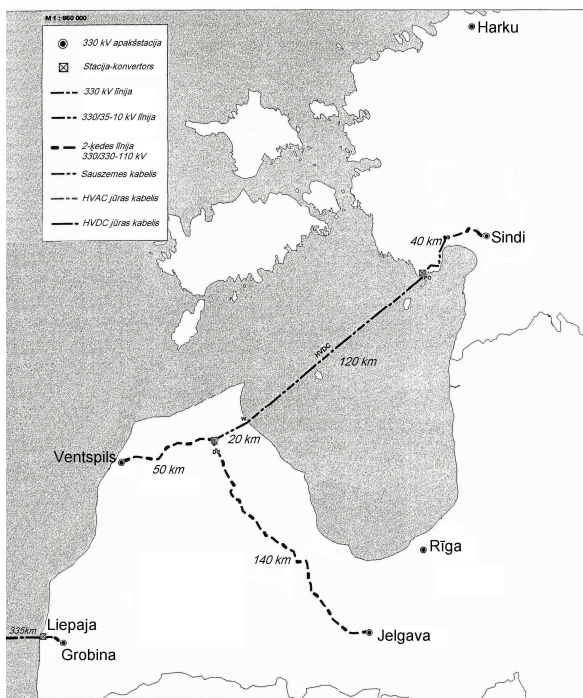 M 1 : 950 000
330 kV apakšstacija
Stacija-konvertors
330 kV līnija
330/35-10 kV līnija
2-ķēdes līnija
330/330-110 kV
Sauszemes kabelis
HVAC jūras kabelis
HVDC jūras kabelis
Harku
40 km
Sindi
HVDC
120 km
20 km
Ventspils
50 km
Rīga
140 km
335km
Liepaja
Grobina
Jelgava